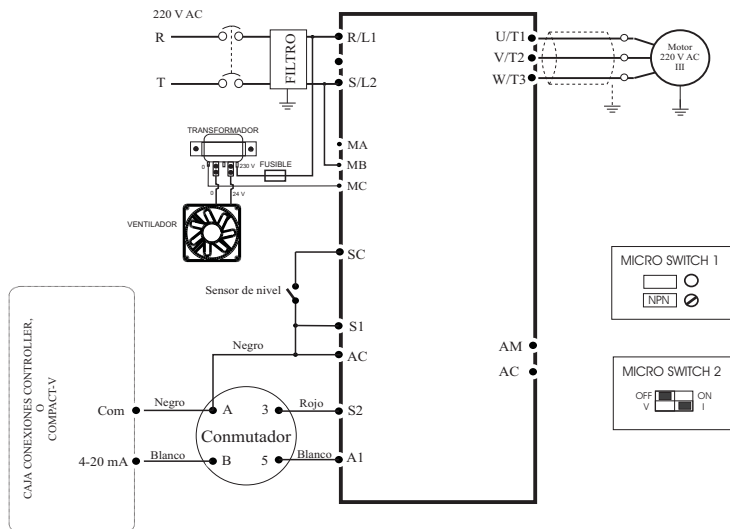 220 V AC
R
T
FILTRO
R/L1
S/L2
U/T1
V/T2
W/T3
Motor
220 V AC
III
TRANSFORMADOR
0
230 V
FUSIBLE
0
24 V
VENTILADOR
MA
MB
MC
SC
Sensor de nivel
S1
Negro
AC
AM
AC
MICRO SWITCH 1
NPN
MICRO SWITCH 2
OFF
ON
V
I
CAJA CONEXIONES CONTROLLER,
O
COMPACT-V
Com
Negro
A
3
Rojo
S2
Conmutador
4-20 mA
Blanco
B
5
Blanco
A1